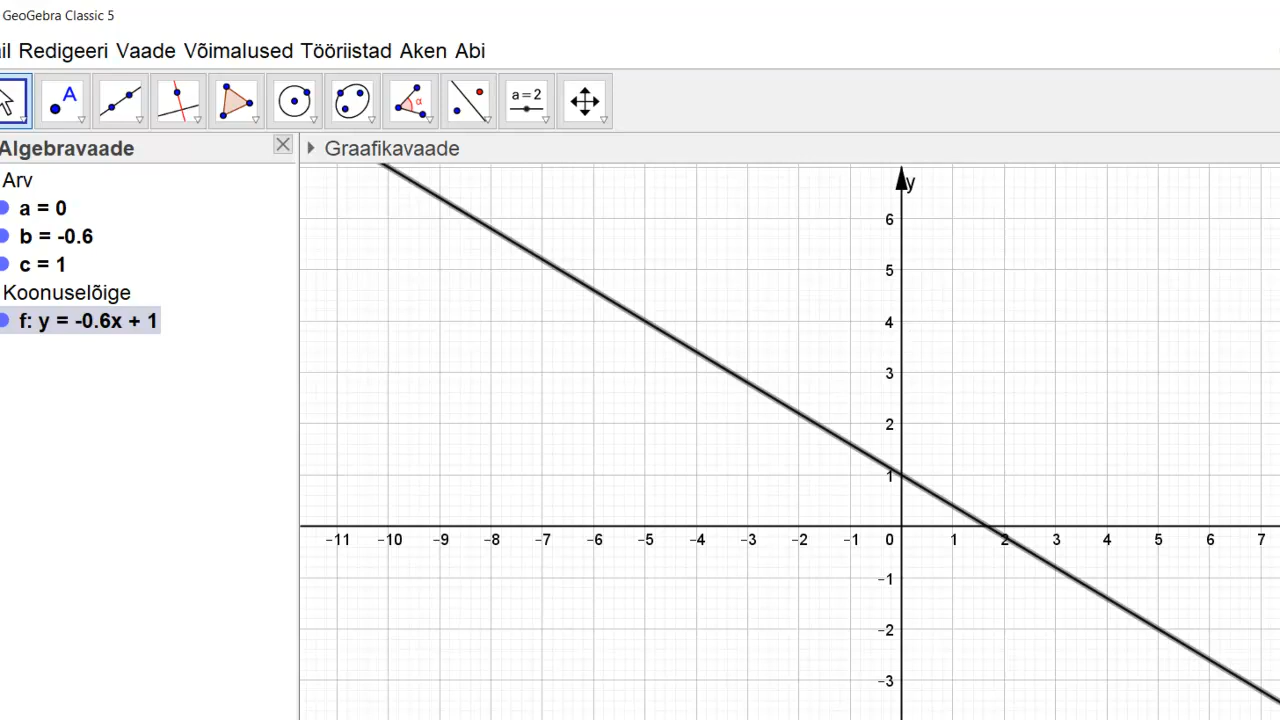 GeoGebra Classic 5
il Redigeeri Vaade Võimalused Tööriistad Aken Abi
A
α
a = 2
Algebravaade
Graafikavaade
Arv
a = 0
b = -0.6
c = 1
Koonuselõige
f: y = -0.6x + 1
y
6
5
4
3
2
1
-11 -10 -9 -8 -7 -6 -5 -4 -3 -2 -1 0 1 2 3 4 5 6 7
-1
-2
-3